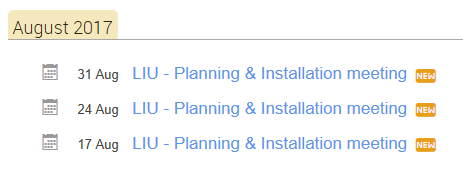 August 2017
31 Aug LIU - Planning & Installation meeting NEW
24 Aug LIU - Planning & Installation meeting NEW
17 Aug LIU - Planning & Installation meeting NEW